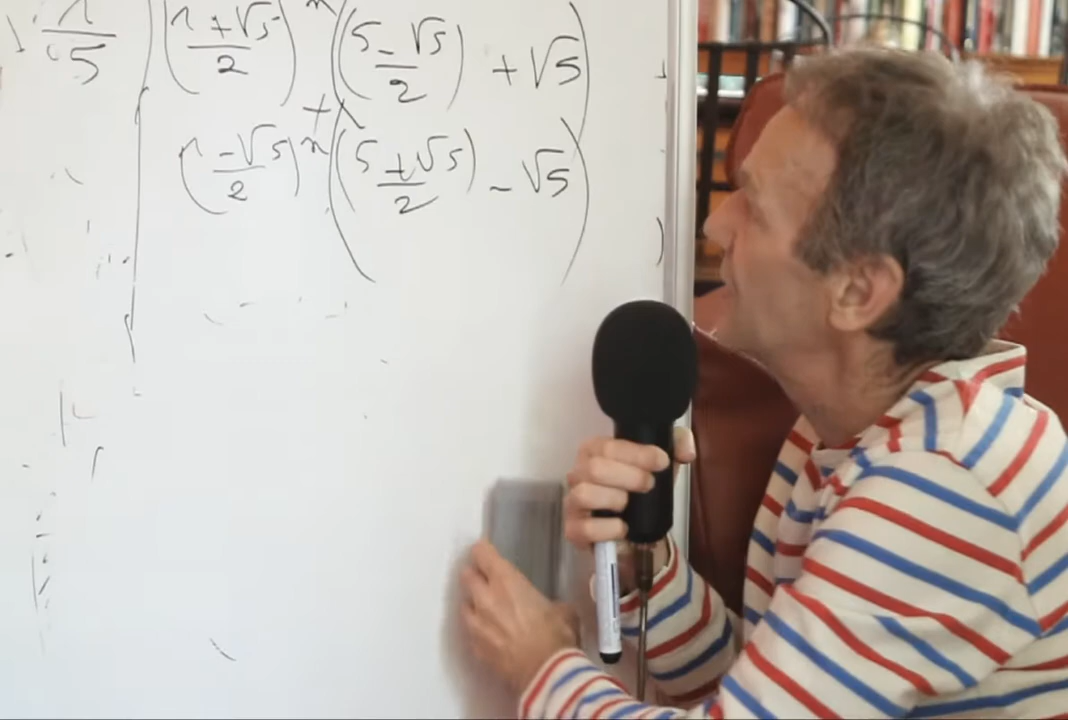 1/5 ((1+√5)/2)^n ((5-√5)/2) + √5)
+
((1-√5)/2)^n ((5+√5)/2) - √5)